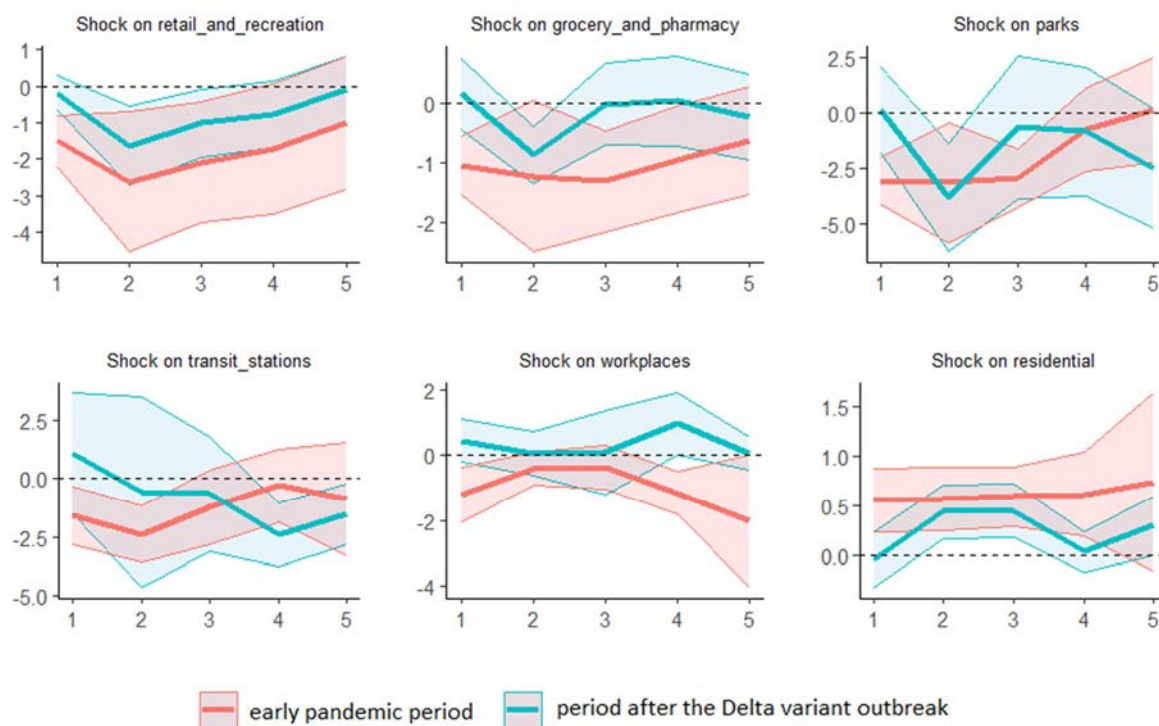 Shock on retail_and_recreation
Shock on grocery_and_pharmacy
Shock on parks
1
0
-1
-2
-3
-4
1 2 3 4 5
0
-1
-2
1 2 3 4 5
2.5
0.0
-2.5
-5.0
1 2 3 4 5
Shock on transit_stations
Shock on workplaces
Shock on residential
2.5
0.0
-2.5
-5.0
1 2 3 4 5
2
0
-2
-4
1 2 3 4 5
1.5
1.0
0.5
0.0
1 2 3 4 5
early pandemic period
period after the Delta variant outbreak